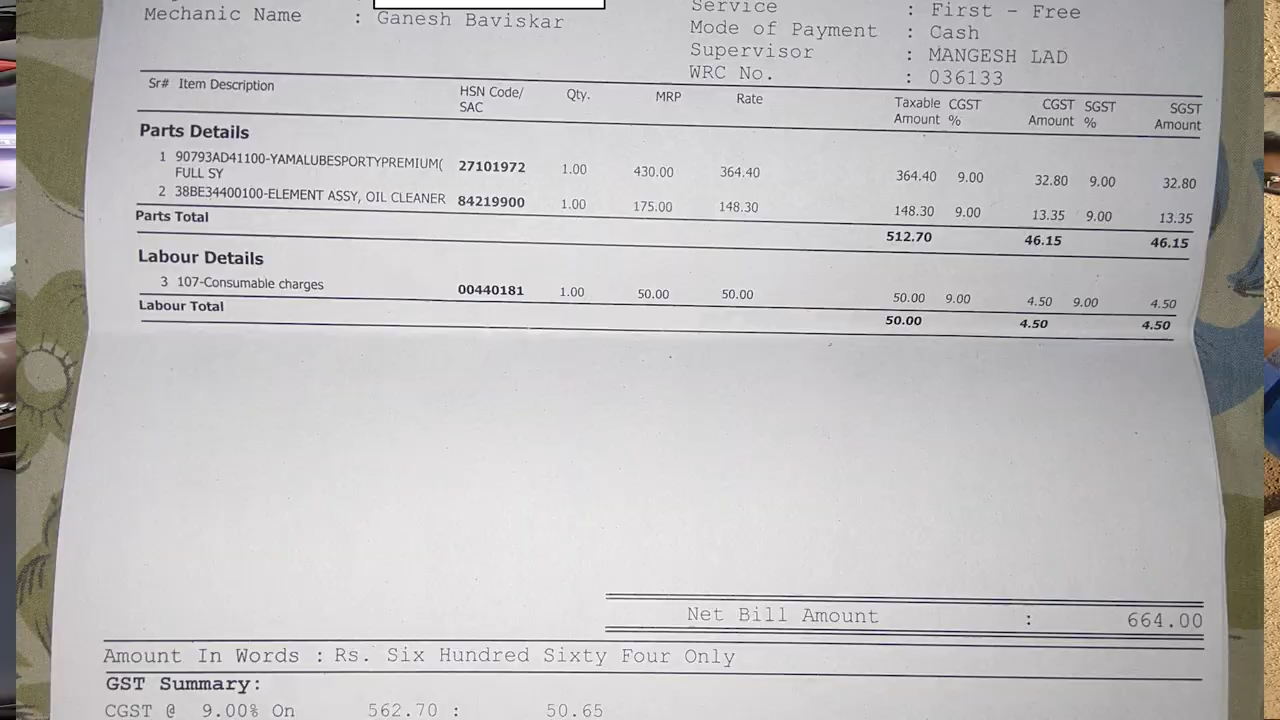 Mechanic Name : Ganesh Baviskar
Service : First - Free
Mode of Payment : Cash
Supervisor : MANGESH LAD
WRC No. : 036133
Sr# Item Description HSN Code/ SAC Qty. MRP Rate Taxable Amount CGST % CGST Amount SGST % SGST Amount
Parts Details
1 90793AD41100-YAMALUBESPORTYPREMIUM( 27101972 1.00 430.00 364.40 364.40 9.00 32.80 9.00 32.80
FULL SY
2 38BE34400100-ELEMENT ASSY, OIL CLEANER 84219900 1.00 175.00 148.30 148.30 9.00 13.35 9.00 13.35
Parts Total 512.70 46.15 46.15
Labour Details
3 107-Consumable charges 00440181 1.00 50.00 50.00 50.00 9.00 4.50 9.00 4.50
Labour Total 50.00 4.50 4.50
Net Bill Amount : 664.00
Amount In Words : Rs. Six Hundred Sixty Four Only
GST Summary:
CGST @ 9.00% On 562.70 : 50.65